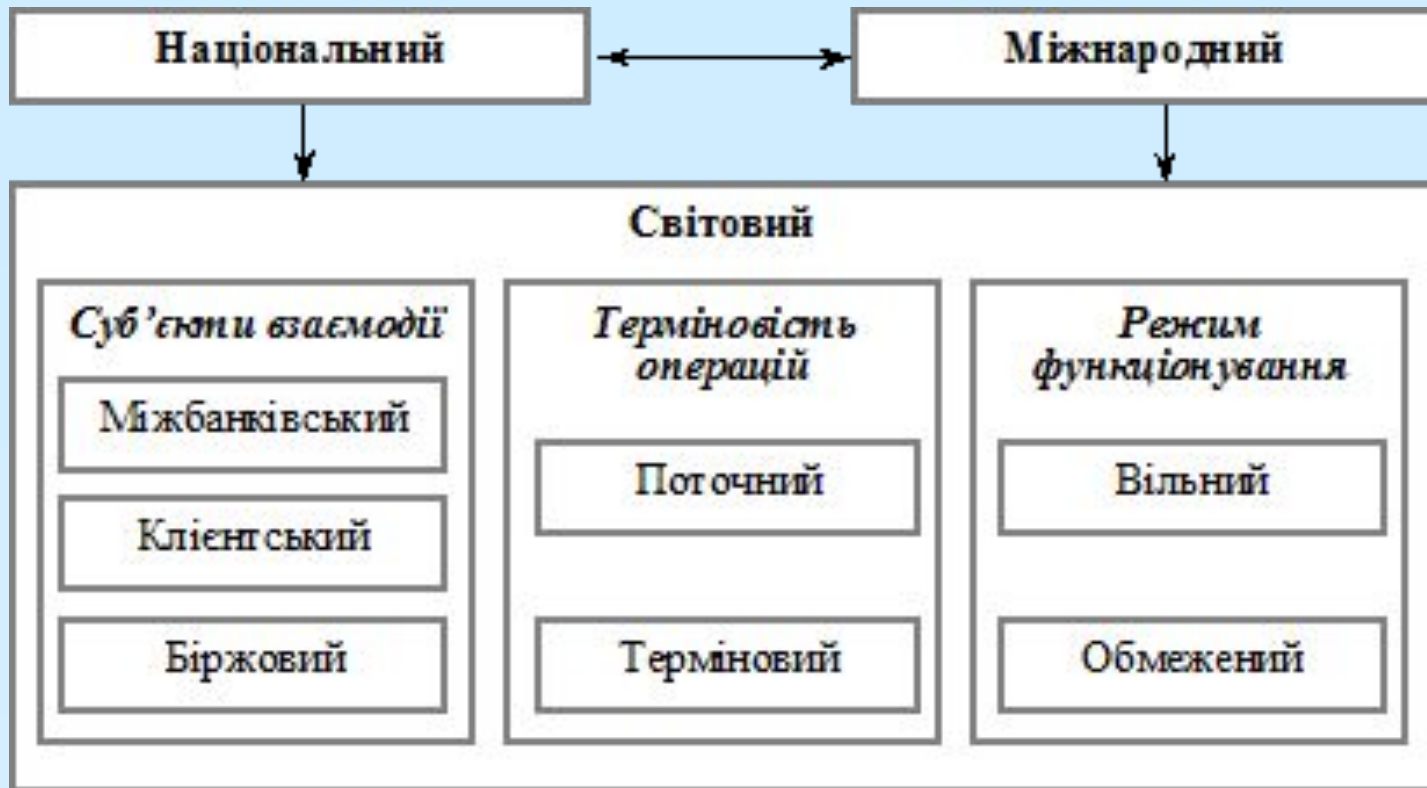 Національний
Міжнародний
Світовий
Суб’єкти взаємодії
Міжбанківський
Клієнтський
Біржовий
Терміновість
операцій
Поточний
Терміновий
Режим
функціонування
Вільний
Обмежений